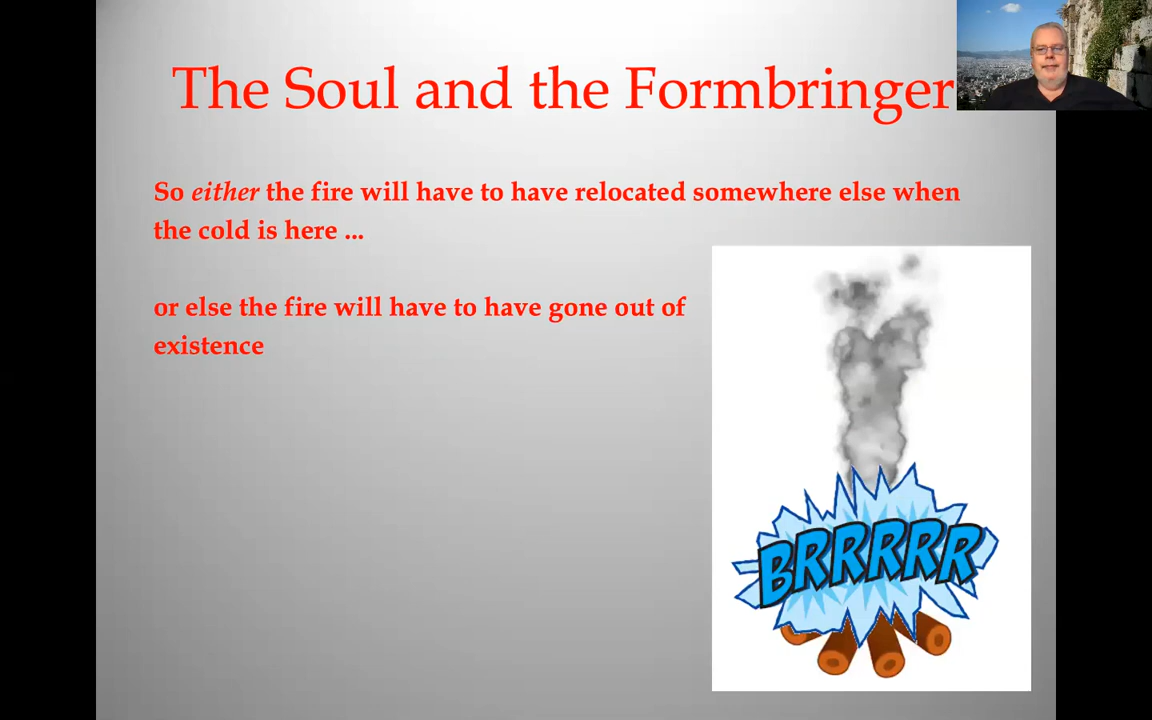 The Soul and the Formbringer
So either the fire will have to have relocated somewhere else when
the cold is here ...
or else the fire will have to have gone out of
existence
BRRRRR